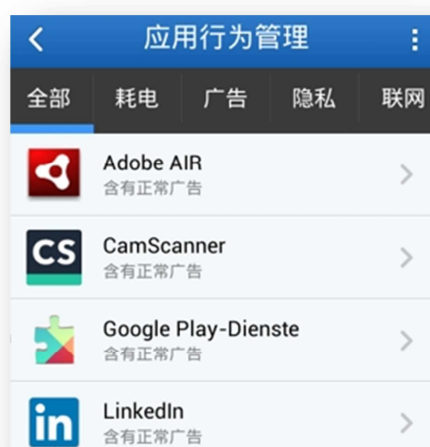 应用行为管理
全部 耗电 广告 隐私 联网
Adobe AIR
含有正常广告
CS
CamScanner
含有正常广告
Google Play-Dienste
含有正常广告
in
LinkedIn
含有正常广告